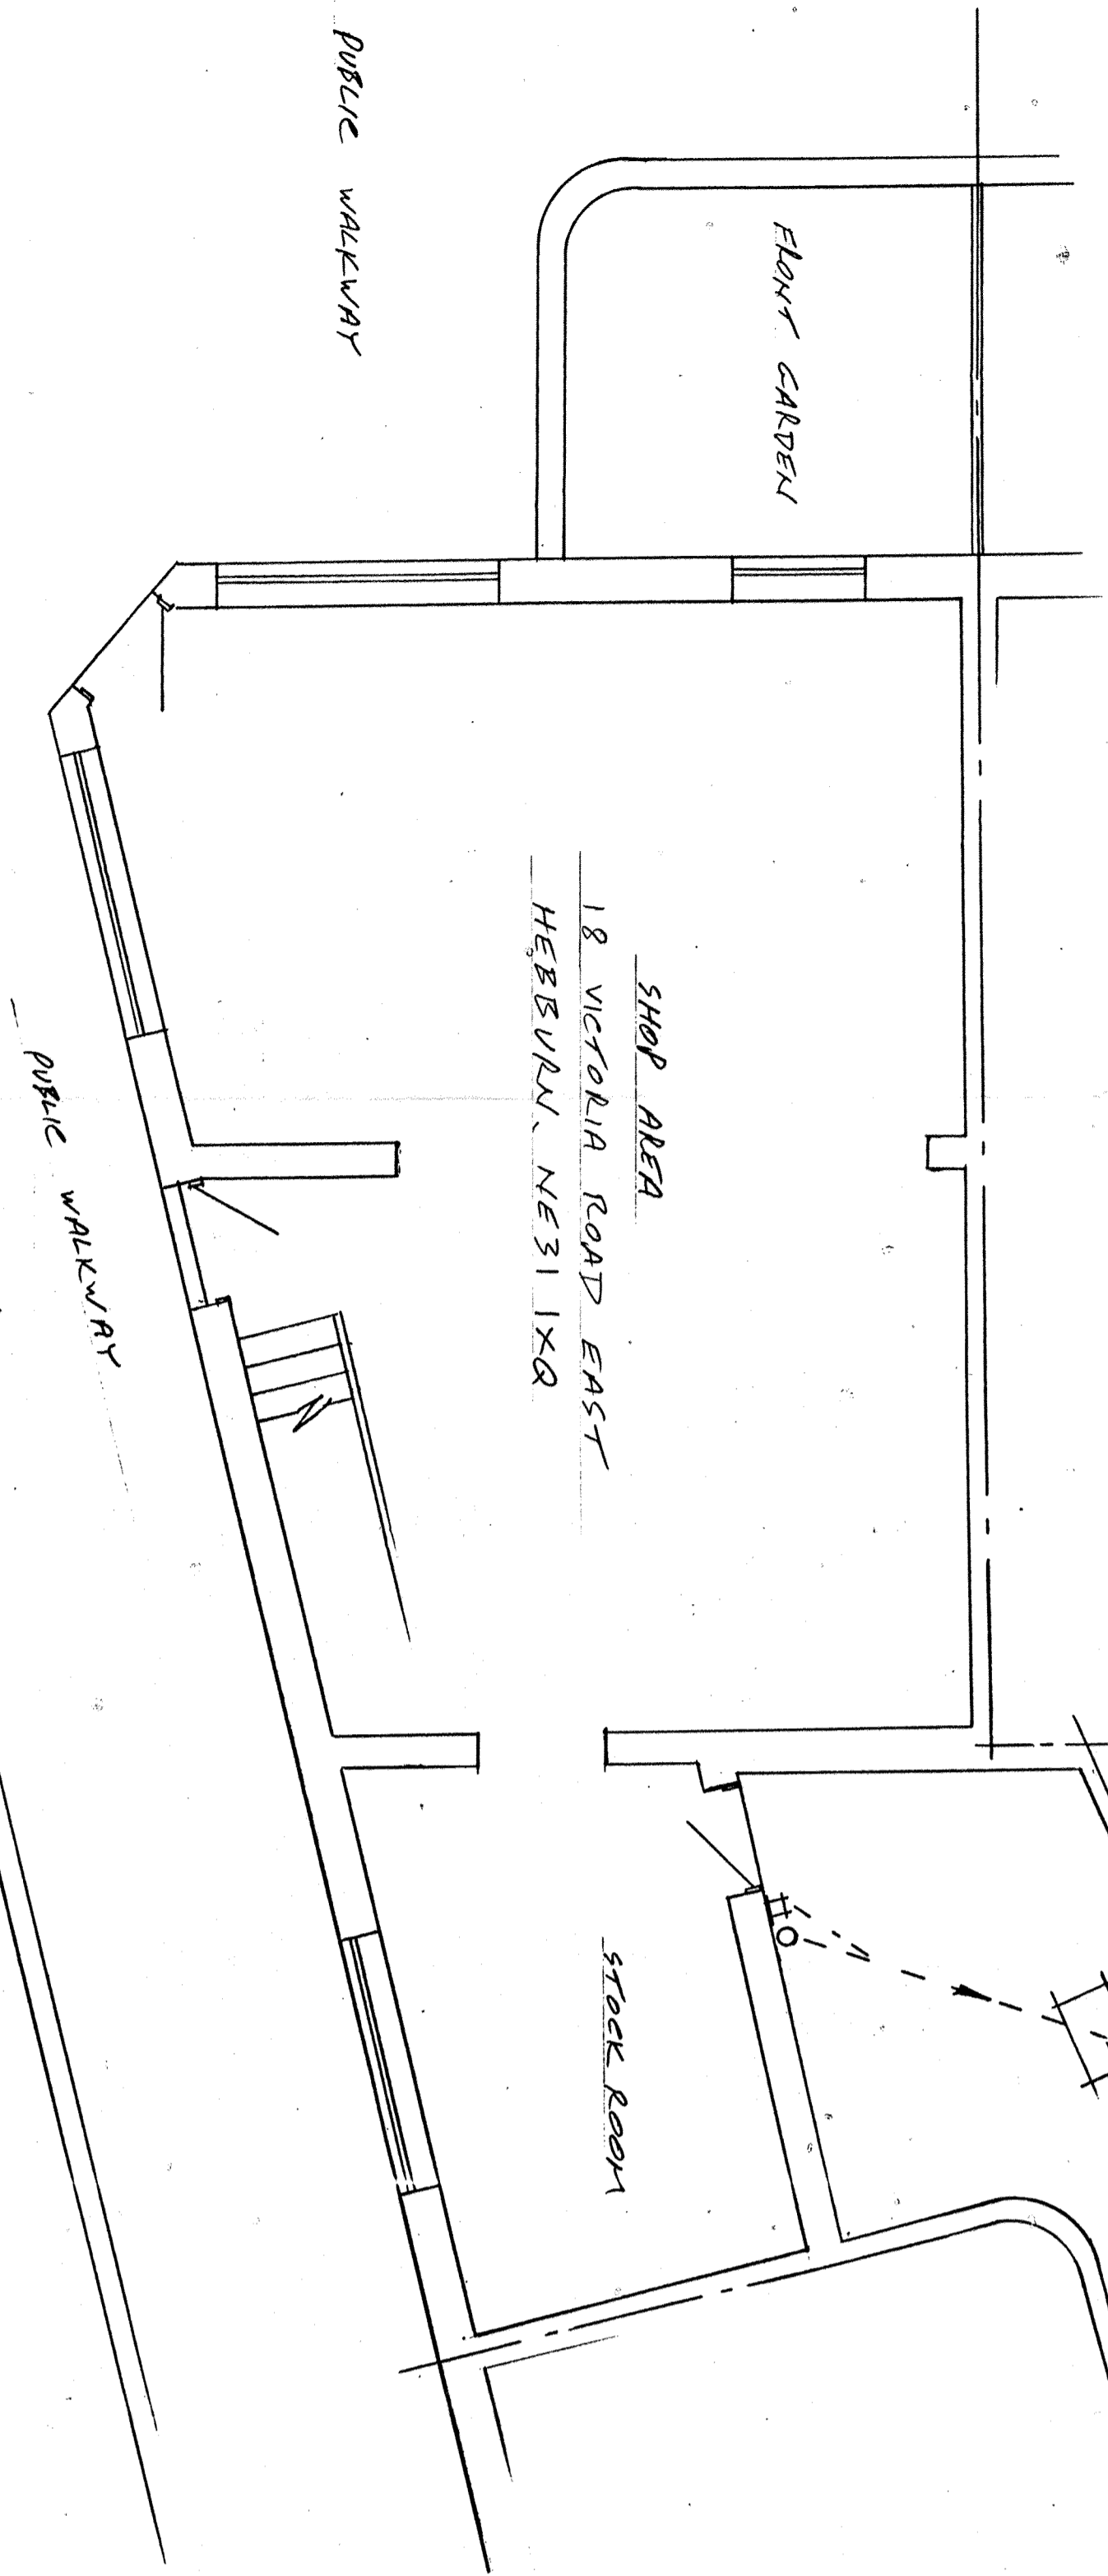 PUBLIC WALKWAY
FRONT GARDEN
SHOP AREA
18 VICTORIA ROAD EAST
HEBBURN. NE31 1XQ
PUBLIC WALKWAY
STOCK ROOM